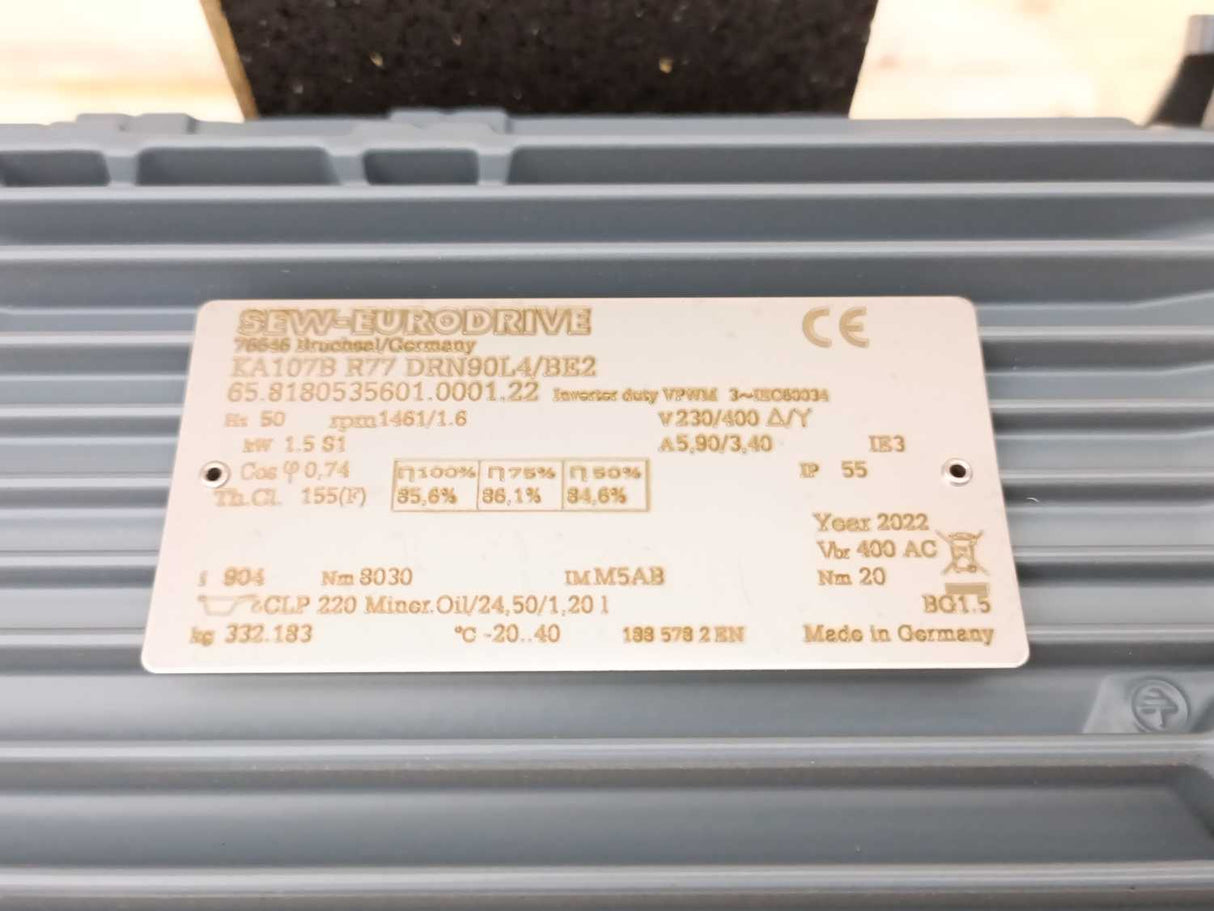 SEW-EURODRIVE CE
76646 Bruchsal/Germany
KA107B R77 DRN90L4/BE2
65.8180535601.0001.22 Inverter duty VPWM 3~IEC60034
Hz 50 rpm 1461/1.6 V 230/400 Δ/Y
kW 1.5 S1 A 5,90/3,40 IE3
Cos φ 0,74 η 100% η 75% η 50% IP 55
Th.Cl. 155(F) 85,6% 86,1% 84,6%
Year 2022
Vbr 400 AC
i 904 Nm 8030 IM M5AB Nm 20
CLP 220 Miner.Oil/24,50/1,20 l BG1.5
kg 332.183 °C -20..40 188 578 2 EN Made in Germany